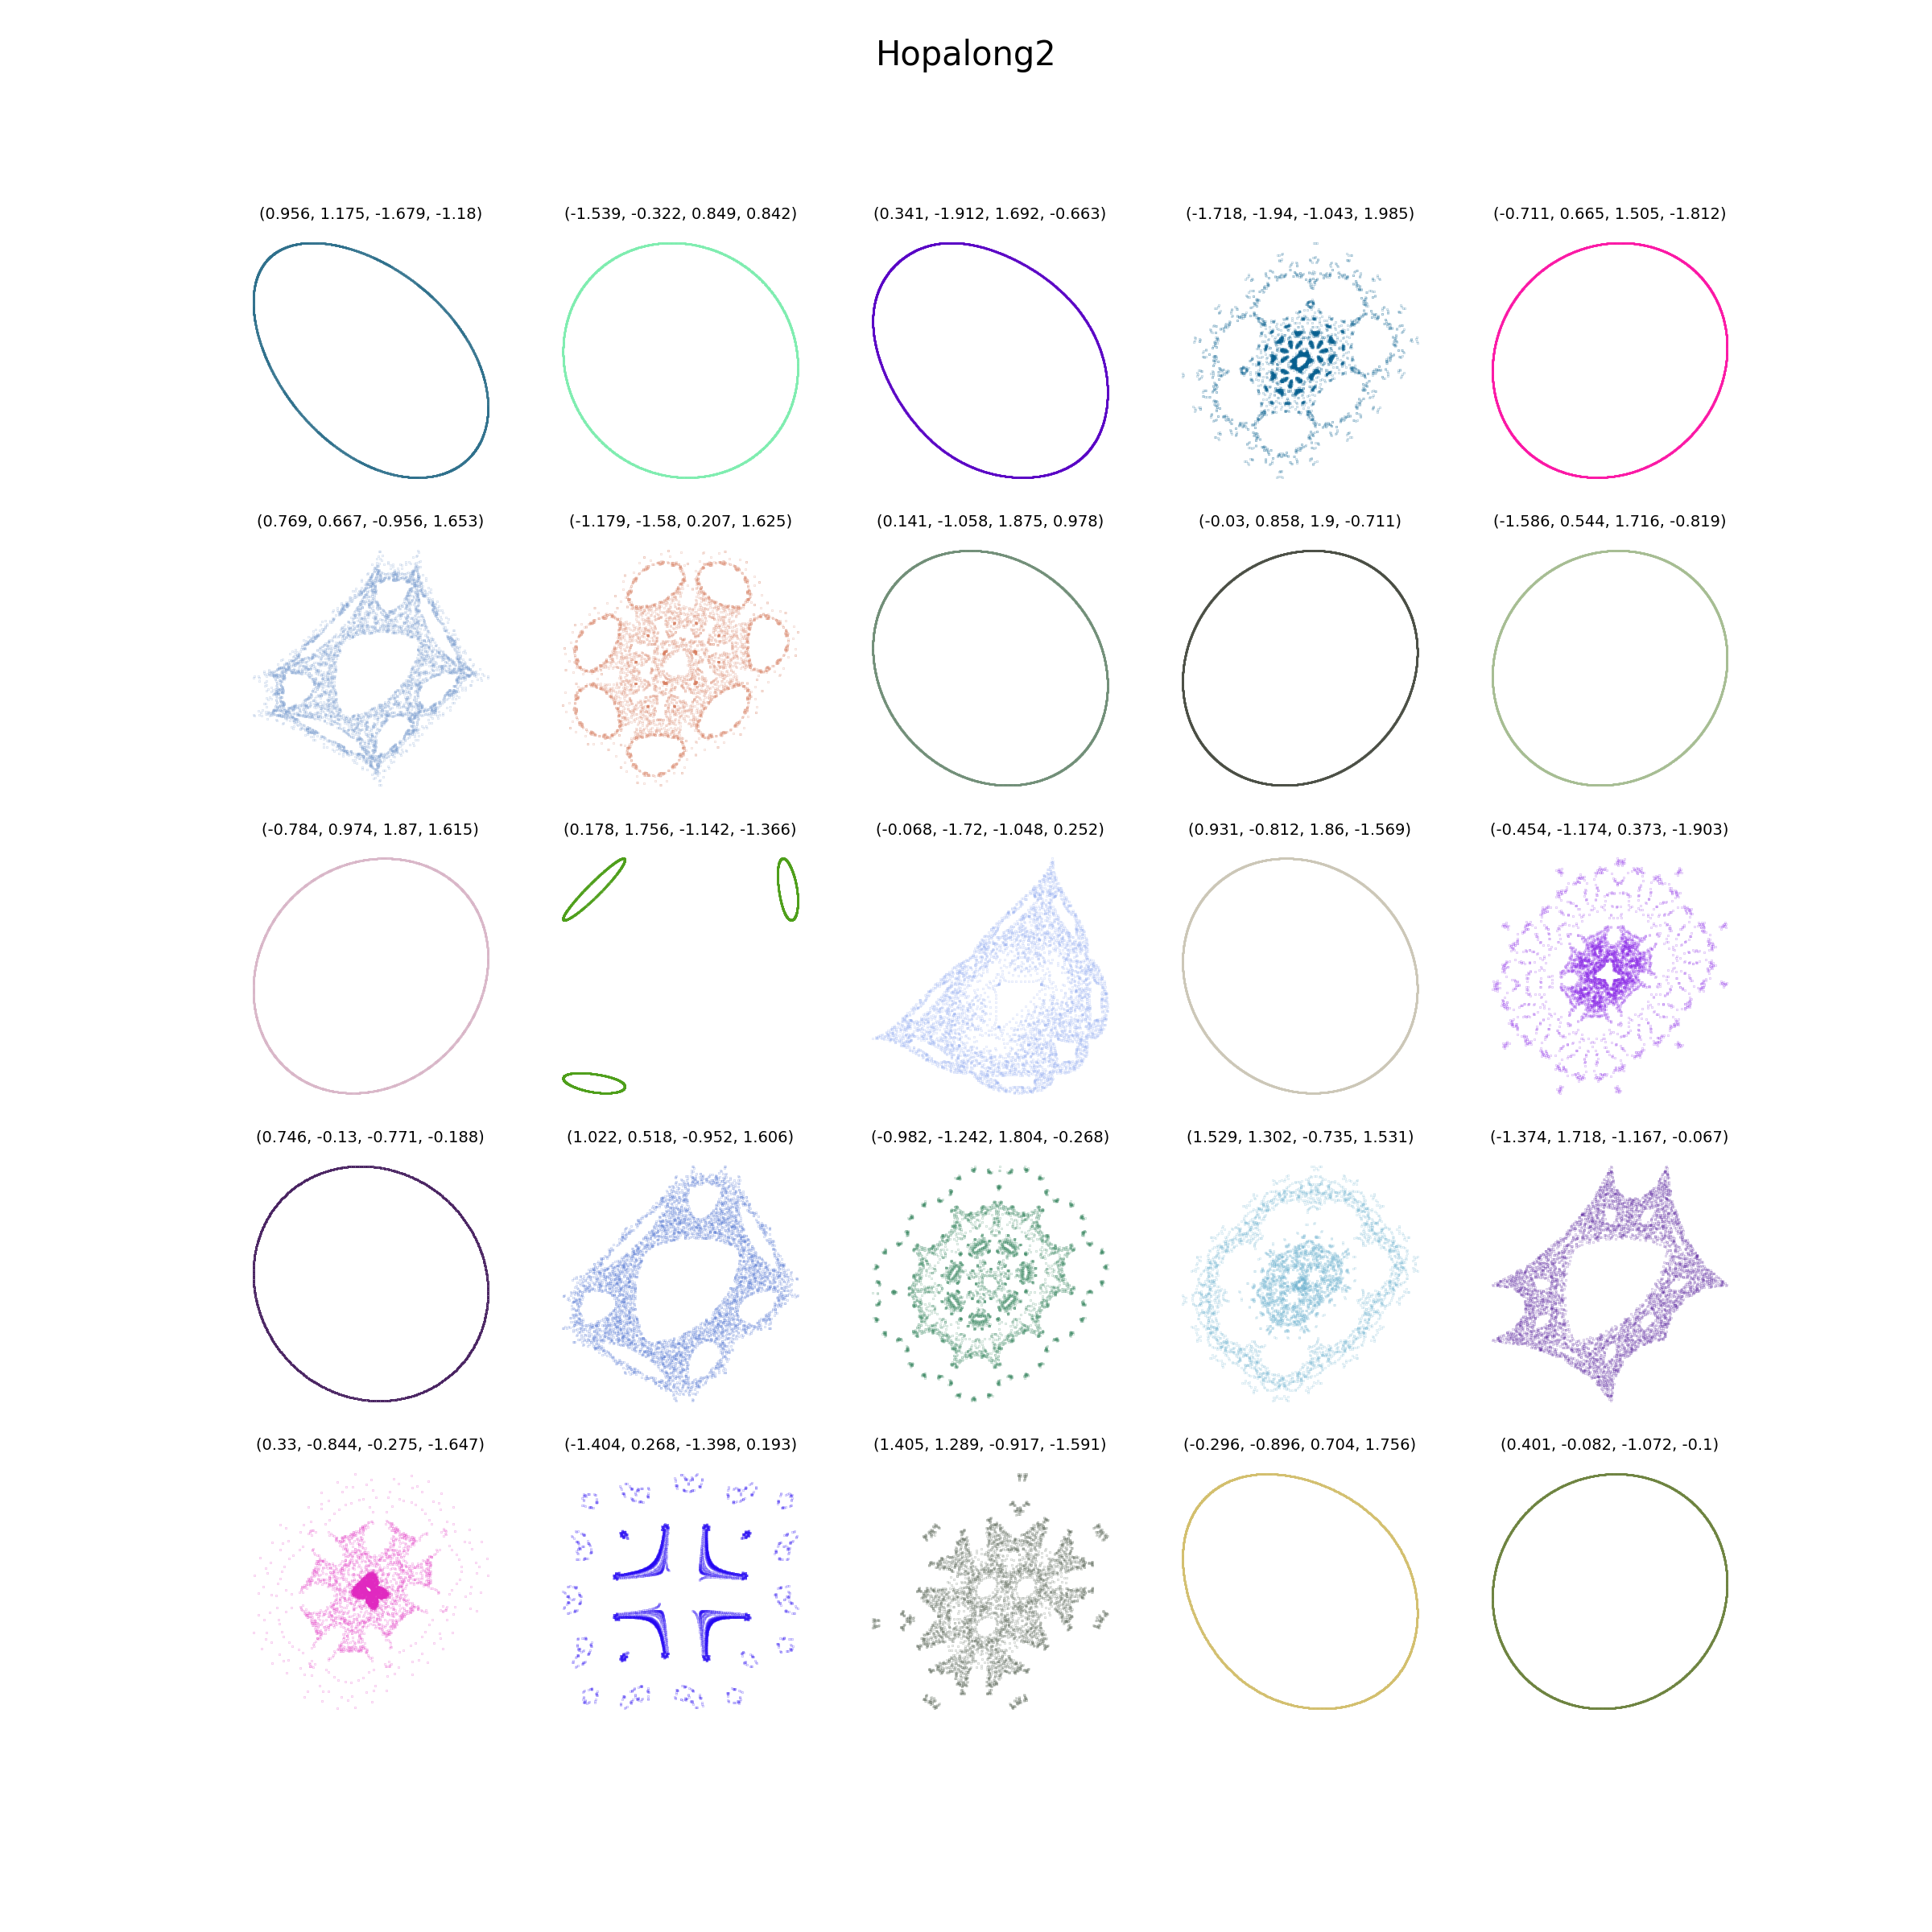 Hopalong2
(0.956, 1.175, -1.679, -1.18)
(-1.539, -0.322, 0.849, 0.842)
(0.341, -1.912, 1.692, -0.663)
(-1.718, -1.94, -1.043, 1.985)
(-0.711, 0.665, 1.505, -1.812)
(0.769, 0.667, -0.956, 1.653)
(-1.179, -1.58, 0.207, 1.625)
(0.141, -1.058, 1.875, 0.978)
(-0.03, 0.858, 1.9, -0.711)
(-1.586, 0.544, 1.716, -0.819)
(-0.784, 0.974, 1.87, 1.615)
(0.178, 1.756, -1.142, -1.366)
(-0.068, -1.72, -1.048, 0.252)
(0.931, -0.812, 1.86, -1.569)
(-0.454, -1.174, 0.373, -1.903)
(0.746, -0.13, -0.771, -0.188)
(1.022, 0.518, -0.952, 1.606)
(-0.982, -1.242, 1.804, -0.268)
(1.529, 1.302, -0.735, 1.531)
(-1.374, 1.718, -1.167, -0.067)
(0.33, -0.844, -0.275, -1.647)
(-1.404, 0.268, -1.398, 0.193)
(1.405, 1.289, -0.917, -1.591)
(-0.296, -0.896, 0.704, 1.756)
(0.401, -0.082, -1.072, -0.1)